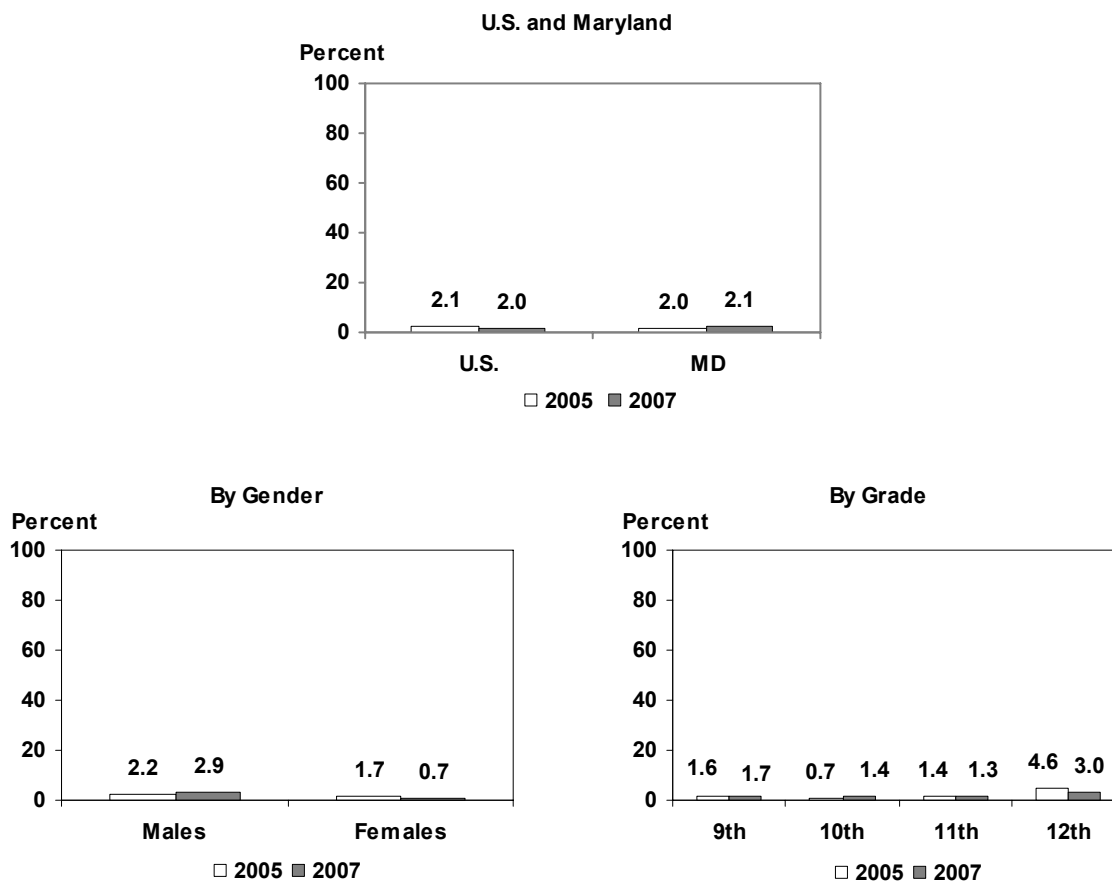 U.S. and Maryland
Percent
100
80
60
40
20
0
2.1 2.0 2.0 2.1
U.S. MD
2005 2007
By Gender
Percent
100
80
60
40
20
0
2.2 2.9 1.7 0.7
Males Females
2005 2007
By Grade
Percent
100
80
60
40
20
0
1.6 1.7 0.7 1.4 1.4 1.3 4.6 3.0
9th 10th 11th 12th
2005 2007